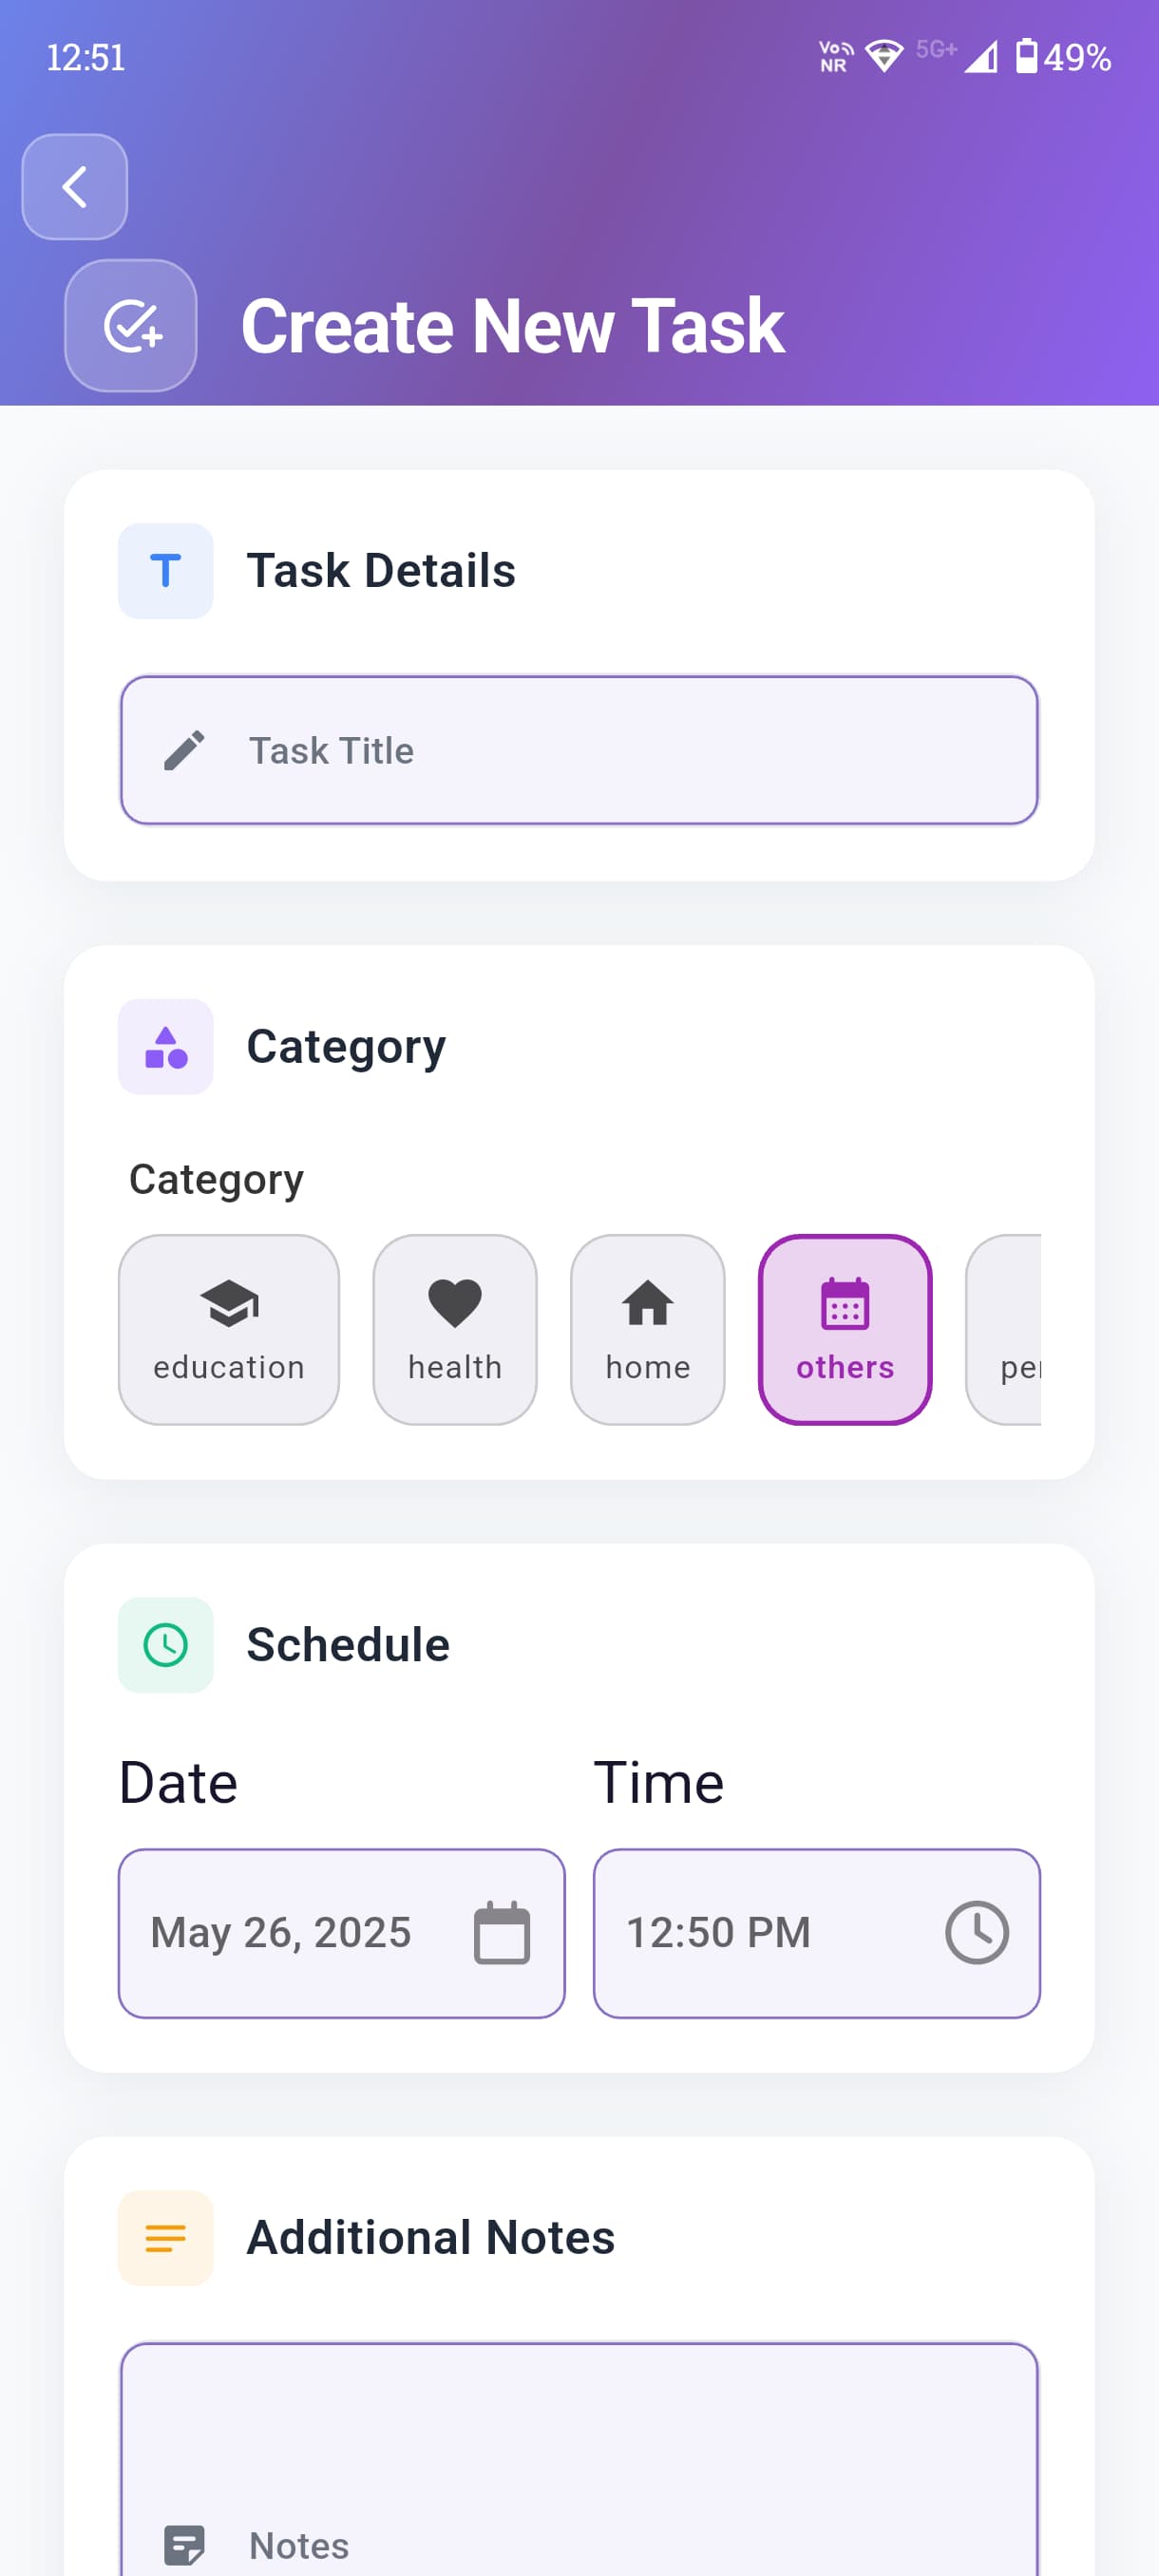 12:51
Vo NR 5G+ 49%
Create New Task
T Task Details
Task Title
Category
Category
education health home others
Schedule
Date Time
May 26, 2025 12:50 PM
Additional Notes
Notes